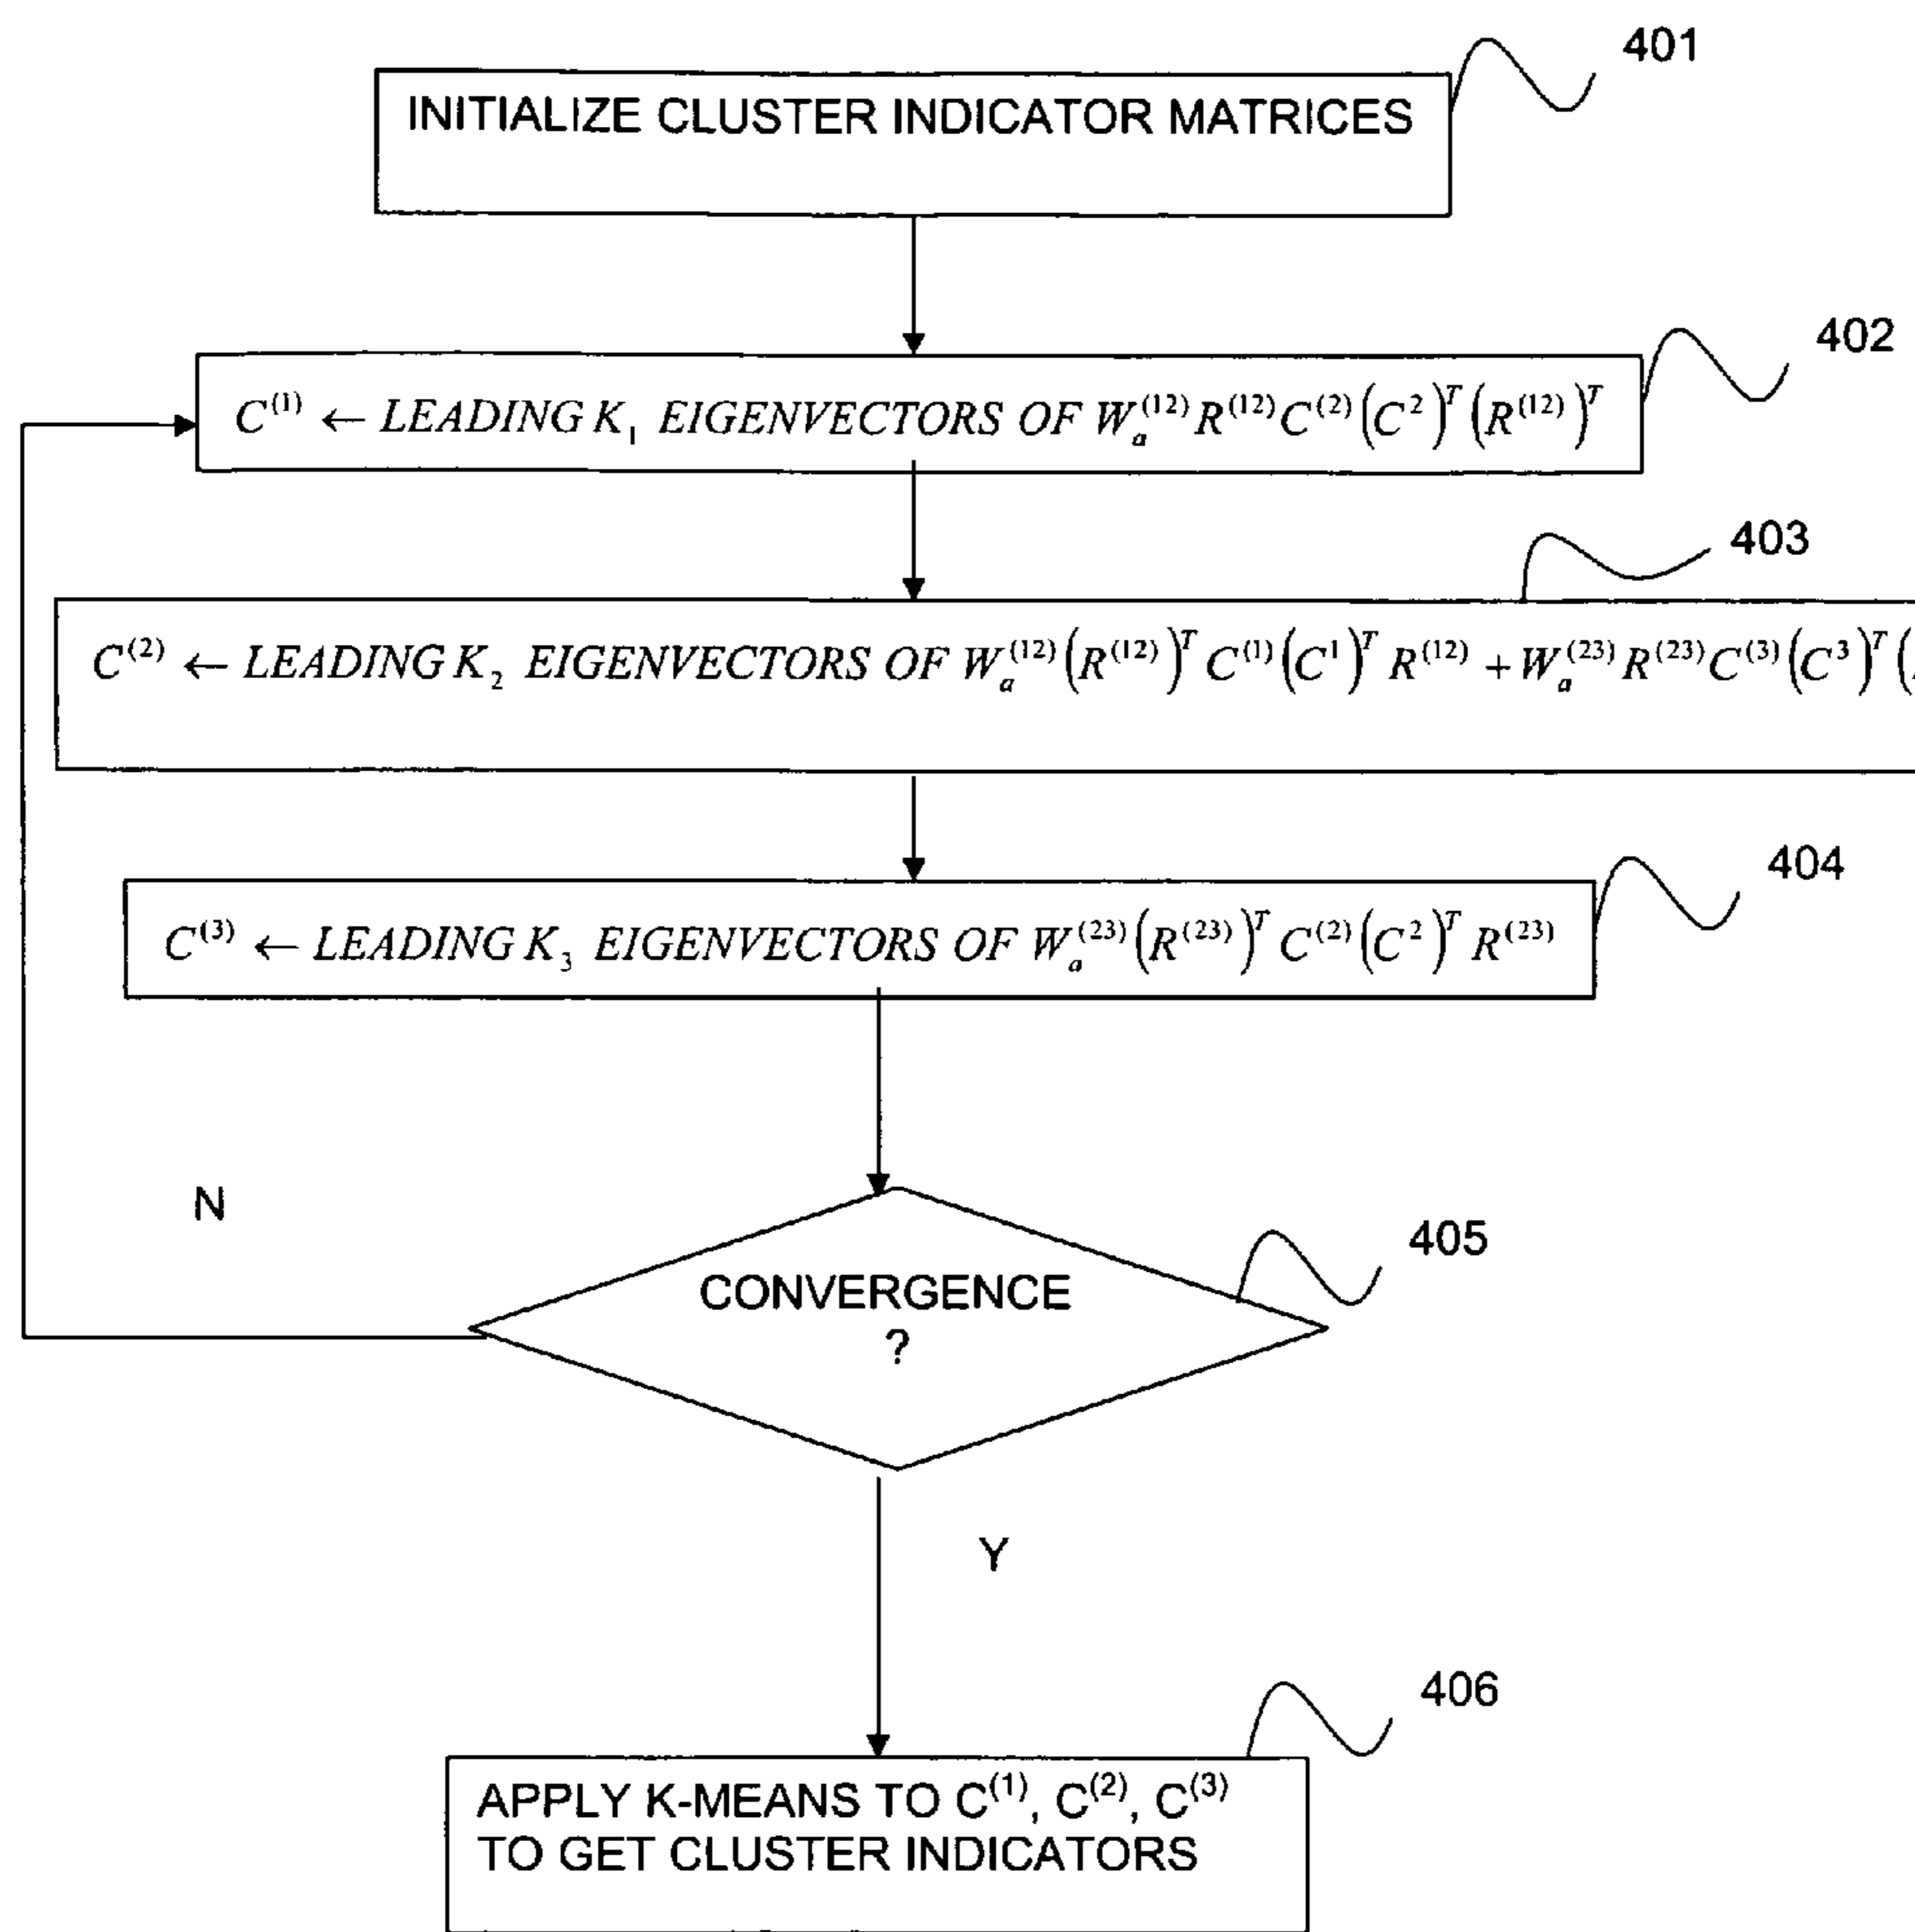 401
INITIALIZE CLUSTER INDICATOR MATRICES
402
C^{(1)} ← LEADING K_1 EIGENVECTORS OF W_a^{(12)} R^{(12)} C^{(2)} (C^2)^T (R^{(12)})^T
403
C^{(2)} ← LEADING K_2 EIGENVECTORS OF W_a^{(12)} (R^{(12)})^T C^{(1)} (C^1)^T R^{(12)} + W_a^{(23)} R^{(23)} C^{(3)} (C^3)^T (
404
C^{(3)} ← LEADING K_3 EIGENVECTORS OF W_a^{(23)} (R^{(23)})^T C^{(2)} (C^2)^T R^{(23)}
N
405
CONVERGENCE
?
Y
406
APPLY K-MEANS TO C^{(1)}, C^{(2)}, C^{(3)}
TO GET CLUSTER INDICATORS